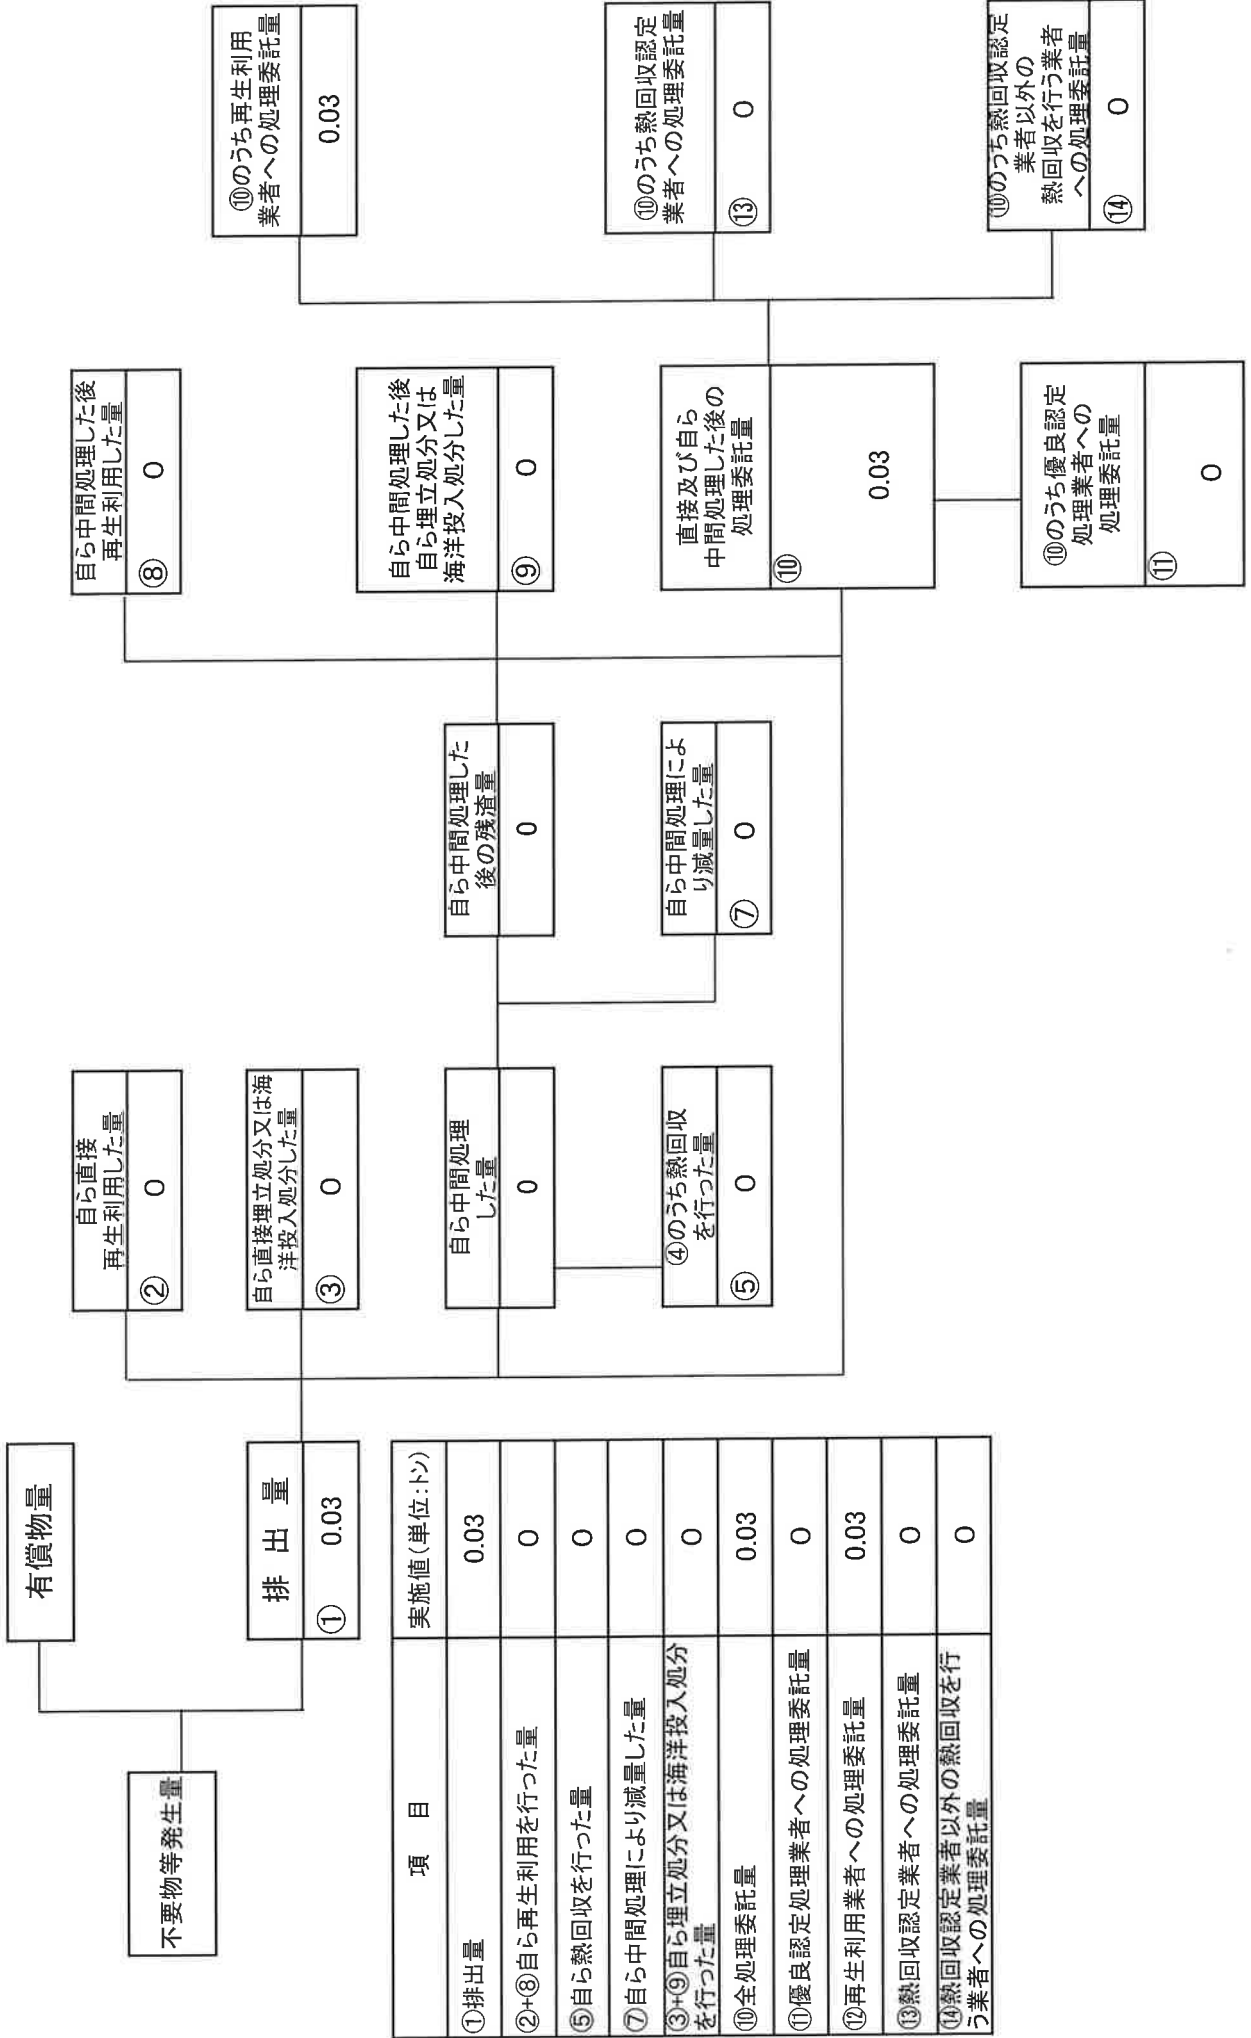 不要物等発生量
有償物量
排出量
① 0.03
自ら直接
再生利用した量
② 0
自ら直接埋立処分又は海
洋投入処分した量
③ 0
自ら中間処理
した量
0
④のうち熱回収
を行った量
⑤ 0
自ら中間処理した
後の残渣量
0
自ら中間処理によ
り減量した量
⑦ 0
自ら中間処理した後
再生利用した量
⑧ 0
自ら中間処理した後
自ら埋立処分又は
海洋投入処分した量
⑨ 0
直接及び自ら
中間処理した後の
処理委託量
⑩ 0.03
⑩のうち優良認定
処理業者への
処理委託量
⑪ 0
⑩のうち再生利用
業者への処理委託量
0.03
⑩のうち熱回収認定
業者への処理委託量
⑬ 0
⑩のうち熱回収認定
業者以外の
熱回収を行う業者
への処理委託量
⑭ 0
項目 実施値(単位:トン)
①排出量 0.03
②+⑧自ら再生利用を行った量 0
⑤自ら熱回収を行った量 0
⑦自ら中間処理により減量した量 0
③+⑨自ら埋立処分又は海洋投入処分
を行った量 0
⑩全処理委託量 0.03
⑪優良認定処理業者への処理委託量 0
⑫再生利用業者への処理委託量 0.03
⑬熱回収認定業者への処理委託量 0
⑭熱回収認定業者以外の熱回収を行
う業者への処理委託量 0